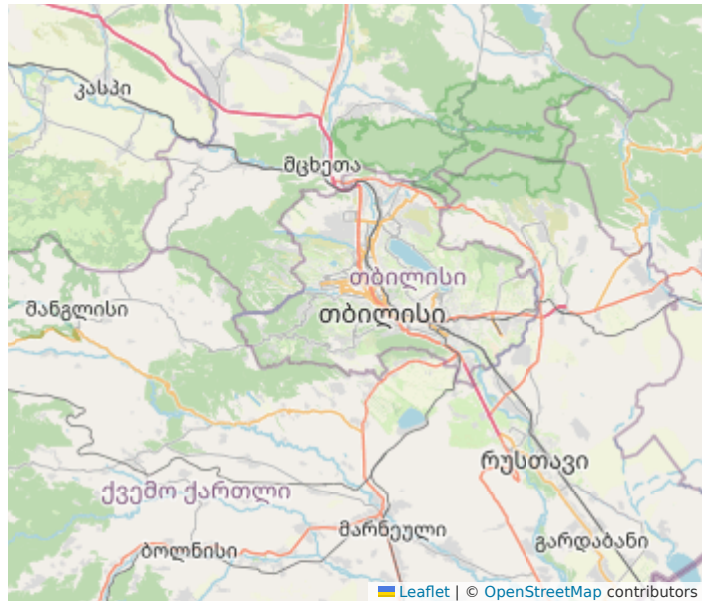 კასპი
მცხეთა
თბილისი
მანგლისი
თბილისი
რუსთავი
ქვემო ქართლი
მარნეული
გარდაბანი
ბოლნისი
Leaflet | © OpenStreetMap contributors